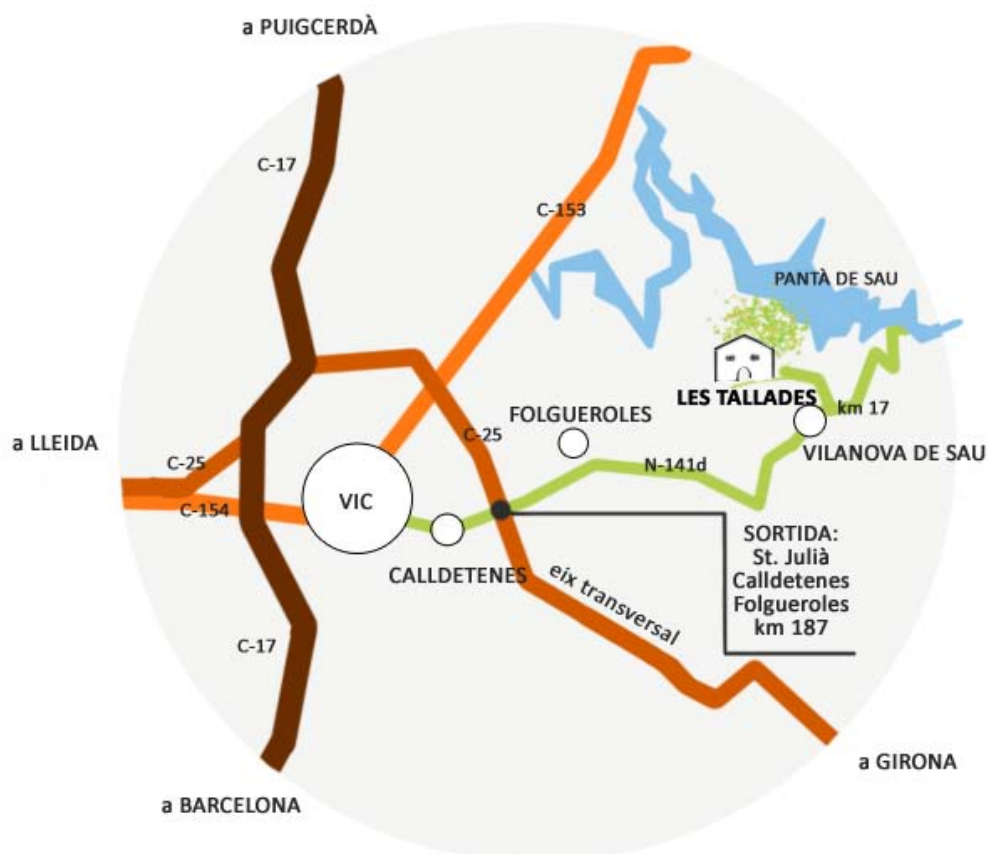 a PUIGCERDÀ
C-17
C-153
PANTÀ DE SAU
LES TALLADES
km 17
FOLGUEROLES
a LLEIDA
C-25
C-25
N-141d
VILANOVA DE SAU
C-154
VIC
CALLDETENES
SORTIDA:
St. Julià
Calldetenes
Folgueroles
km 187
eix transversal
C-17
a GIRONA
a BARCELONA